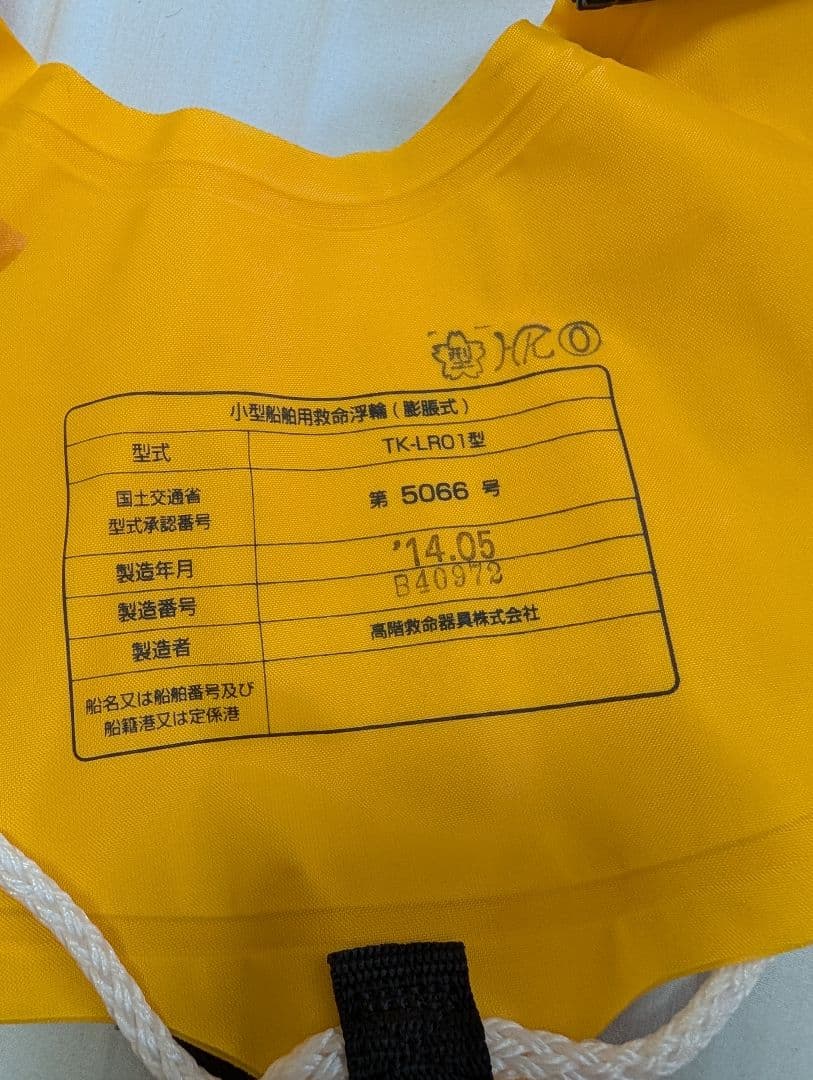 型 HK 0
小型船舶用救命浮輪(膨脹式)
型式 TK-LR01型
国土交通省
型式承認番号 第 5066 号
製造年月 '14.05
製造番号 B40972
製造者 高階救命器具株式会社
船名又は船舶番号及び
船籍港又は定係港